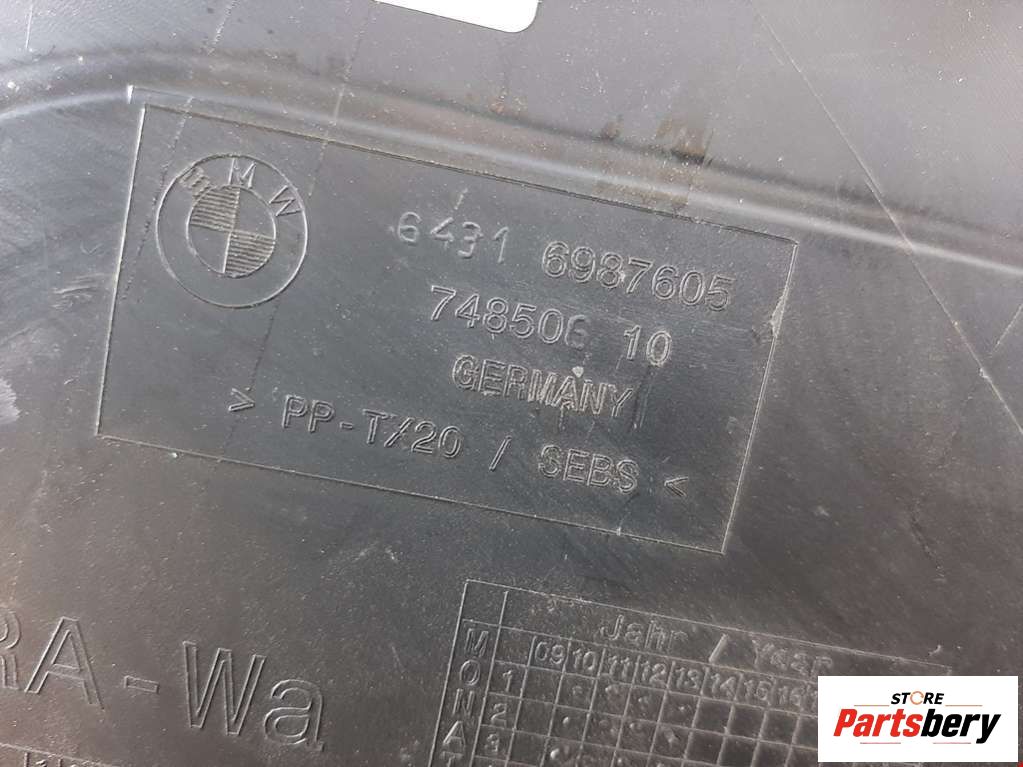 BMW
6431 6987605
748506 10
GERMANY
> PP-TX20 / SEBS <
RA-Wa
Jahr / Year
09 10 11 12 13 14 15 16
M O N A T
1
2
3
STORE
Partsbery